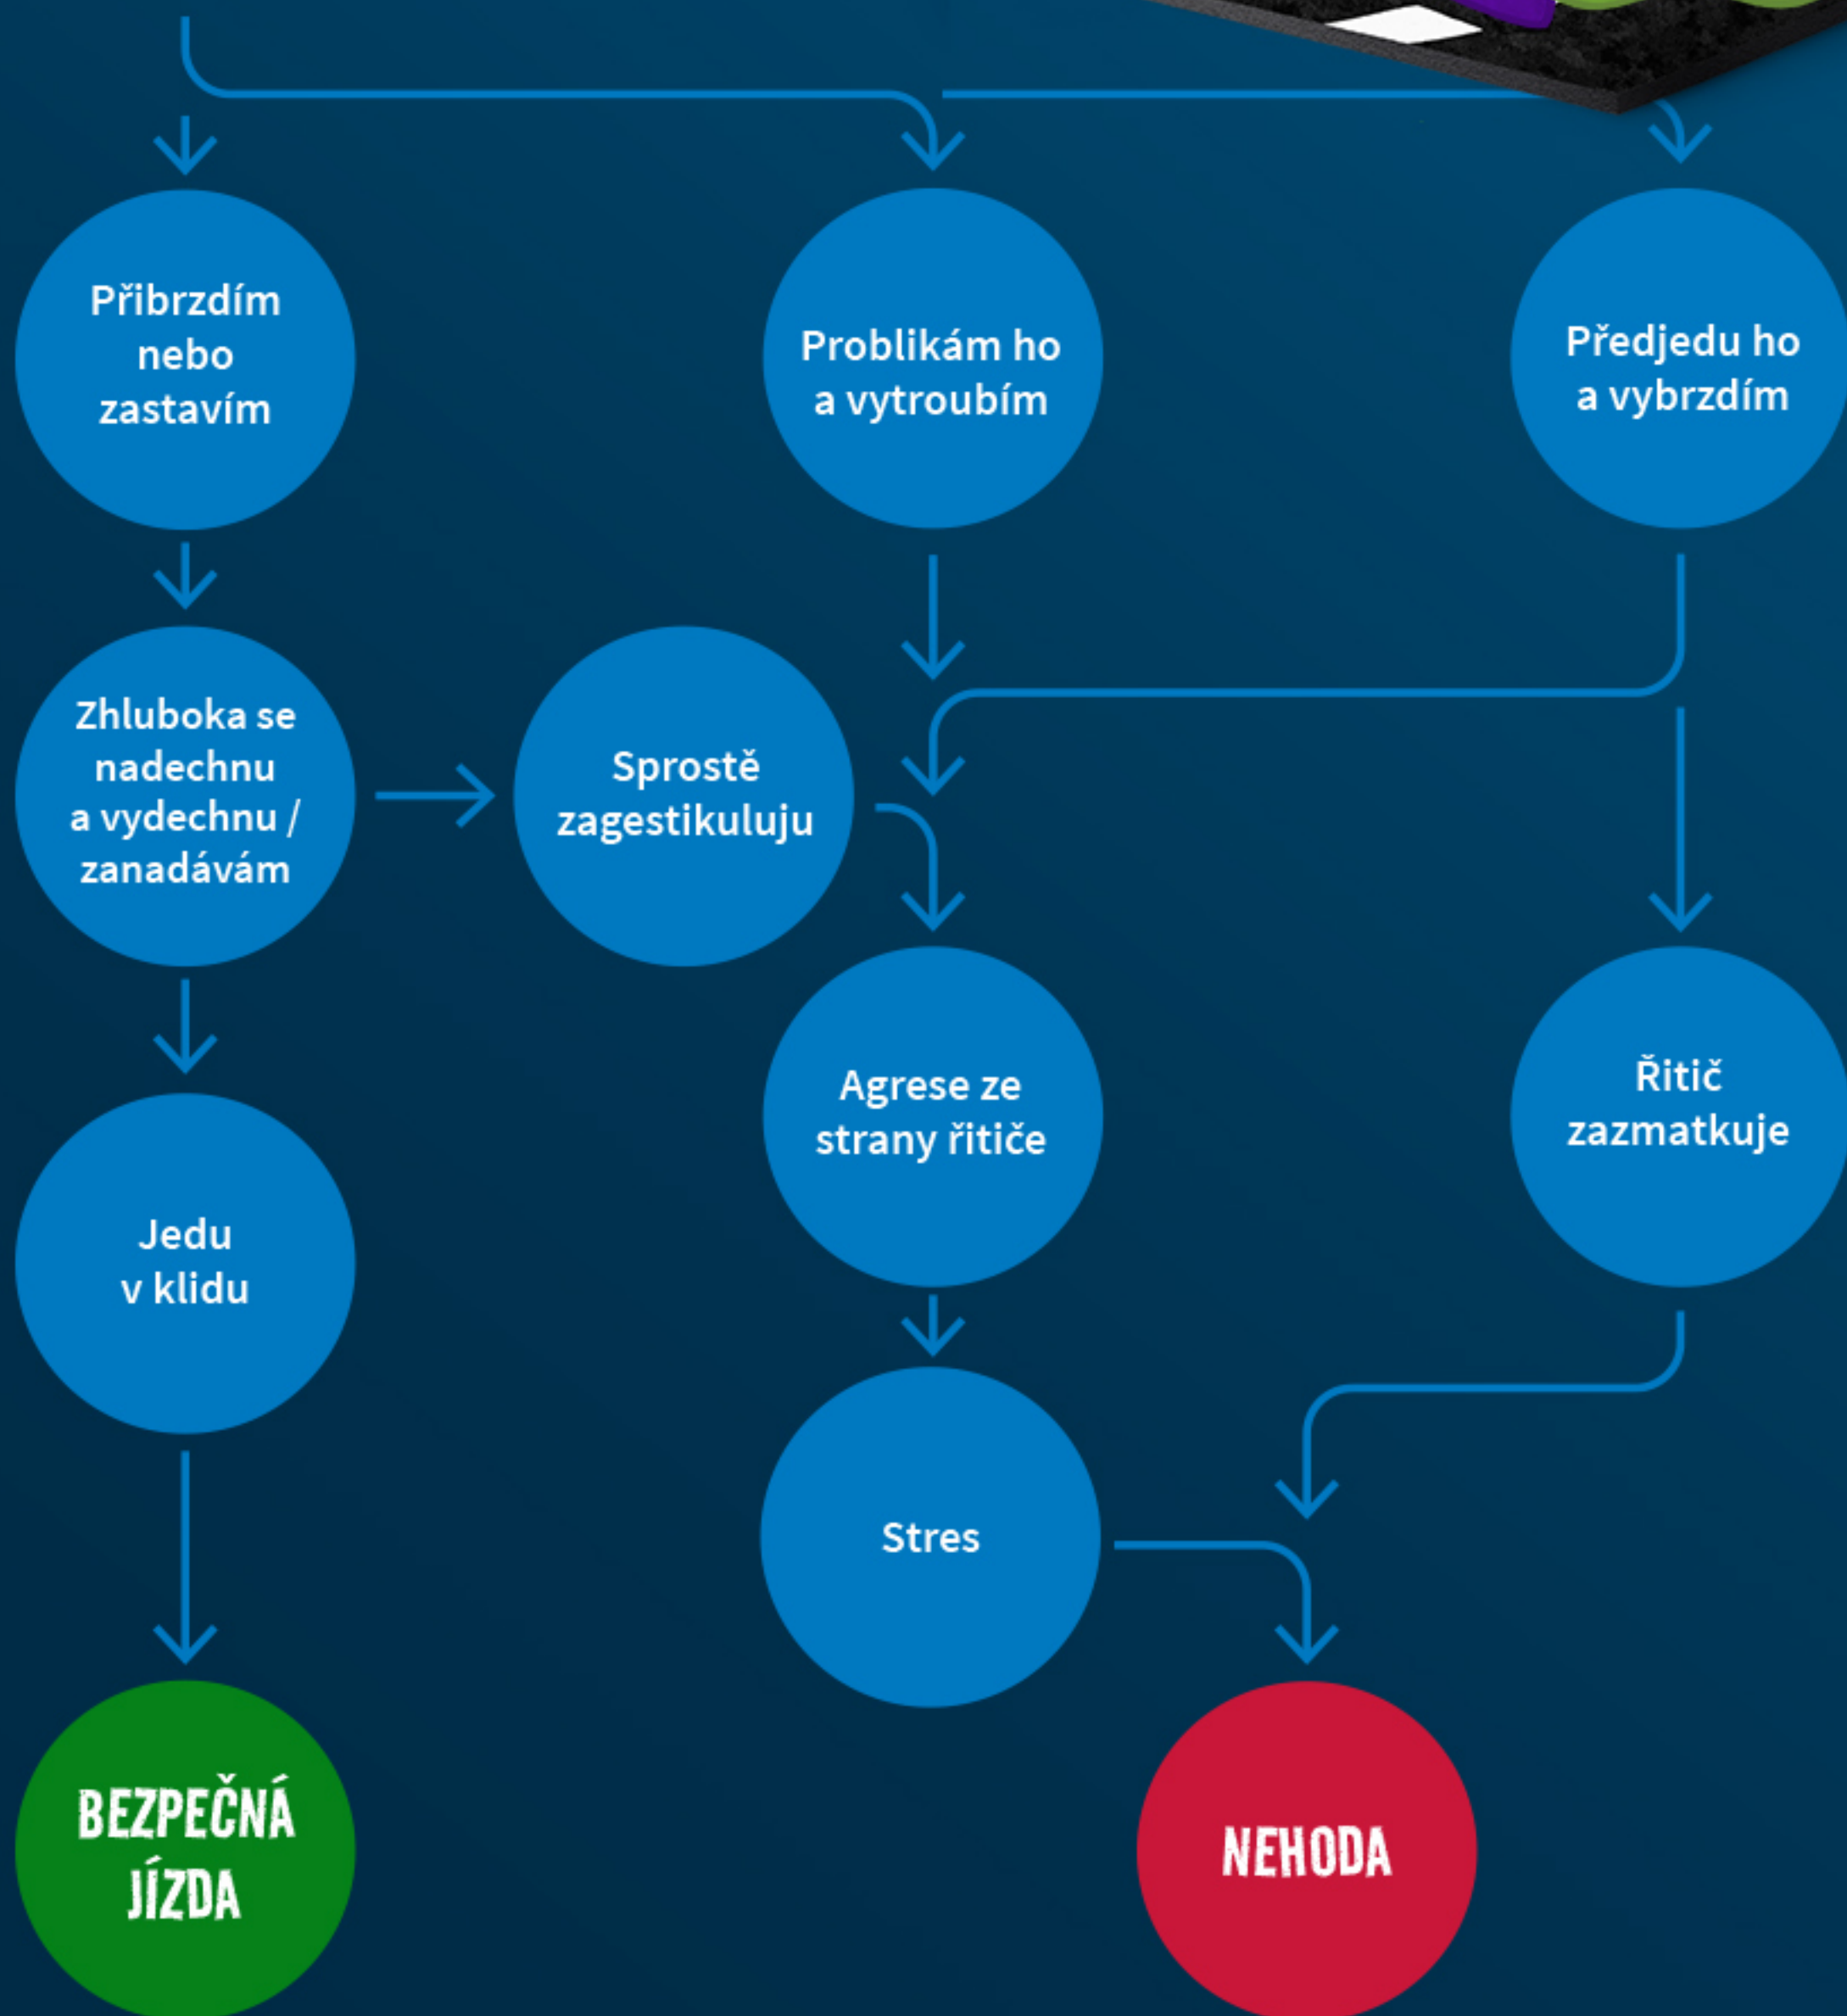 Přibrzdím
nebo
zastavím
Problikám ho
a vytroubím
Předjedu ho
a vybrzdím
Zhluboka se
nadechnu
a vydechnu /
zanadávám
Sprostě
zagestikuluju
Agrese ze
strany řitiče
Řitič
zazmatkuje
Jedu
v klidu
Stres
BEZPEČNÁ
JÍZDA
NEHODA